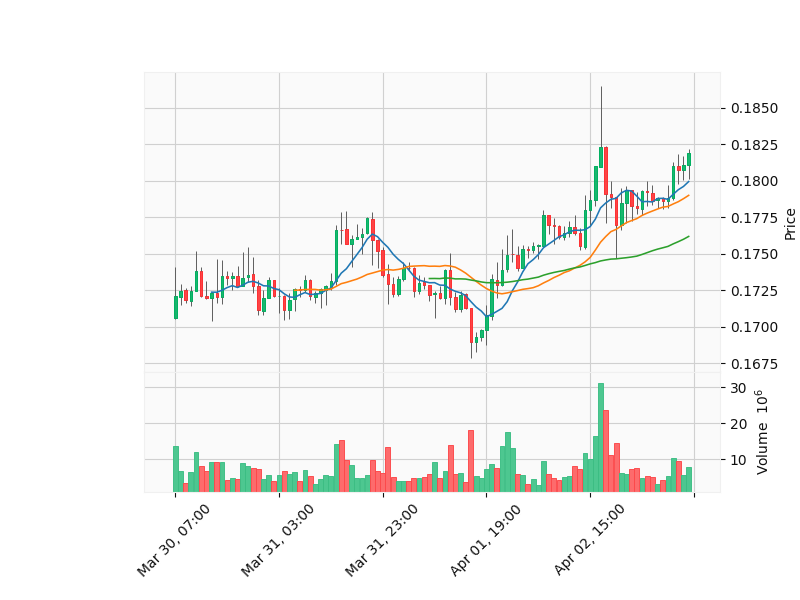 0.1850
0.1825
0.1800
0.1775
0.1750
0.1725
0.1700
0.1675
Price
30
20
10
Volume 10^6
Mar 30, 07:00
Mar 31, 03:00
Mar 31, 23:00
Apr 01, 19:00
Apr 02, 15:00